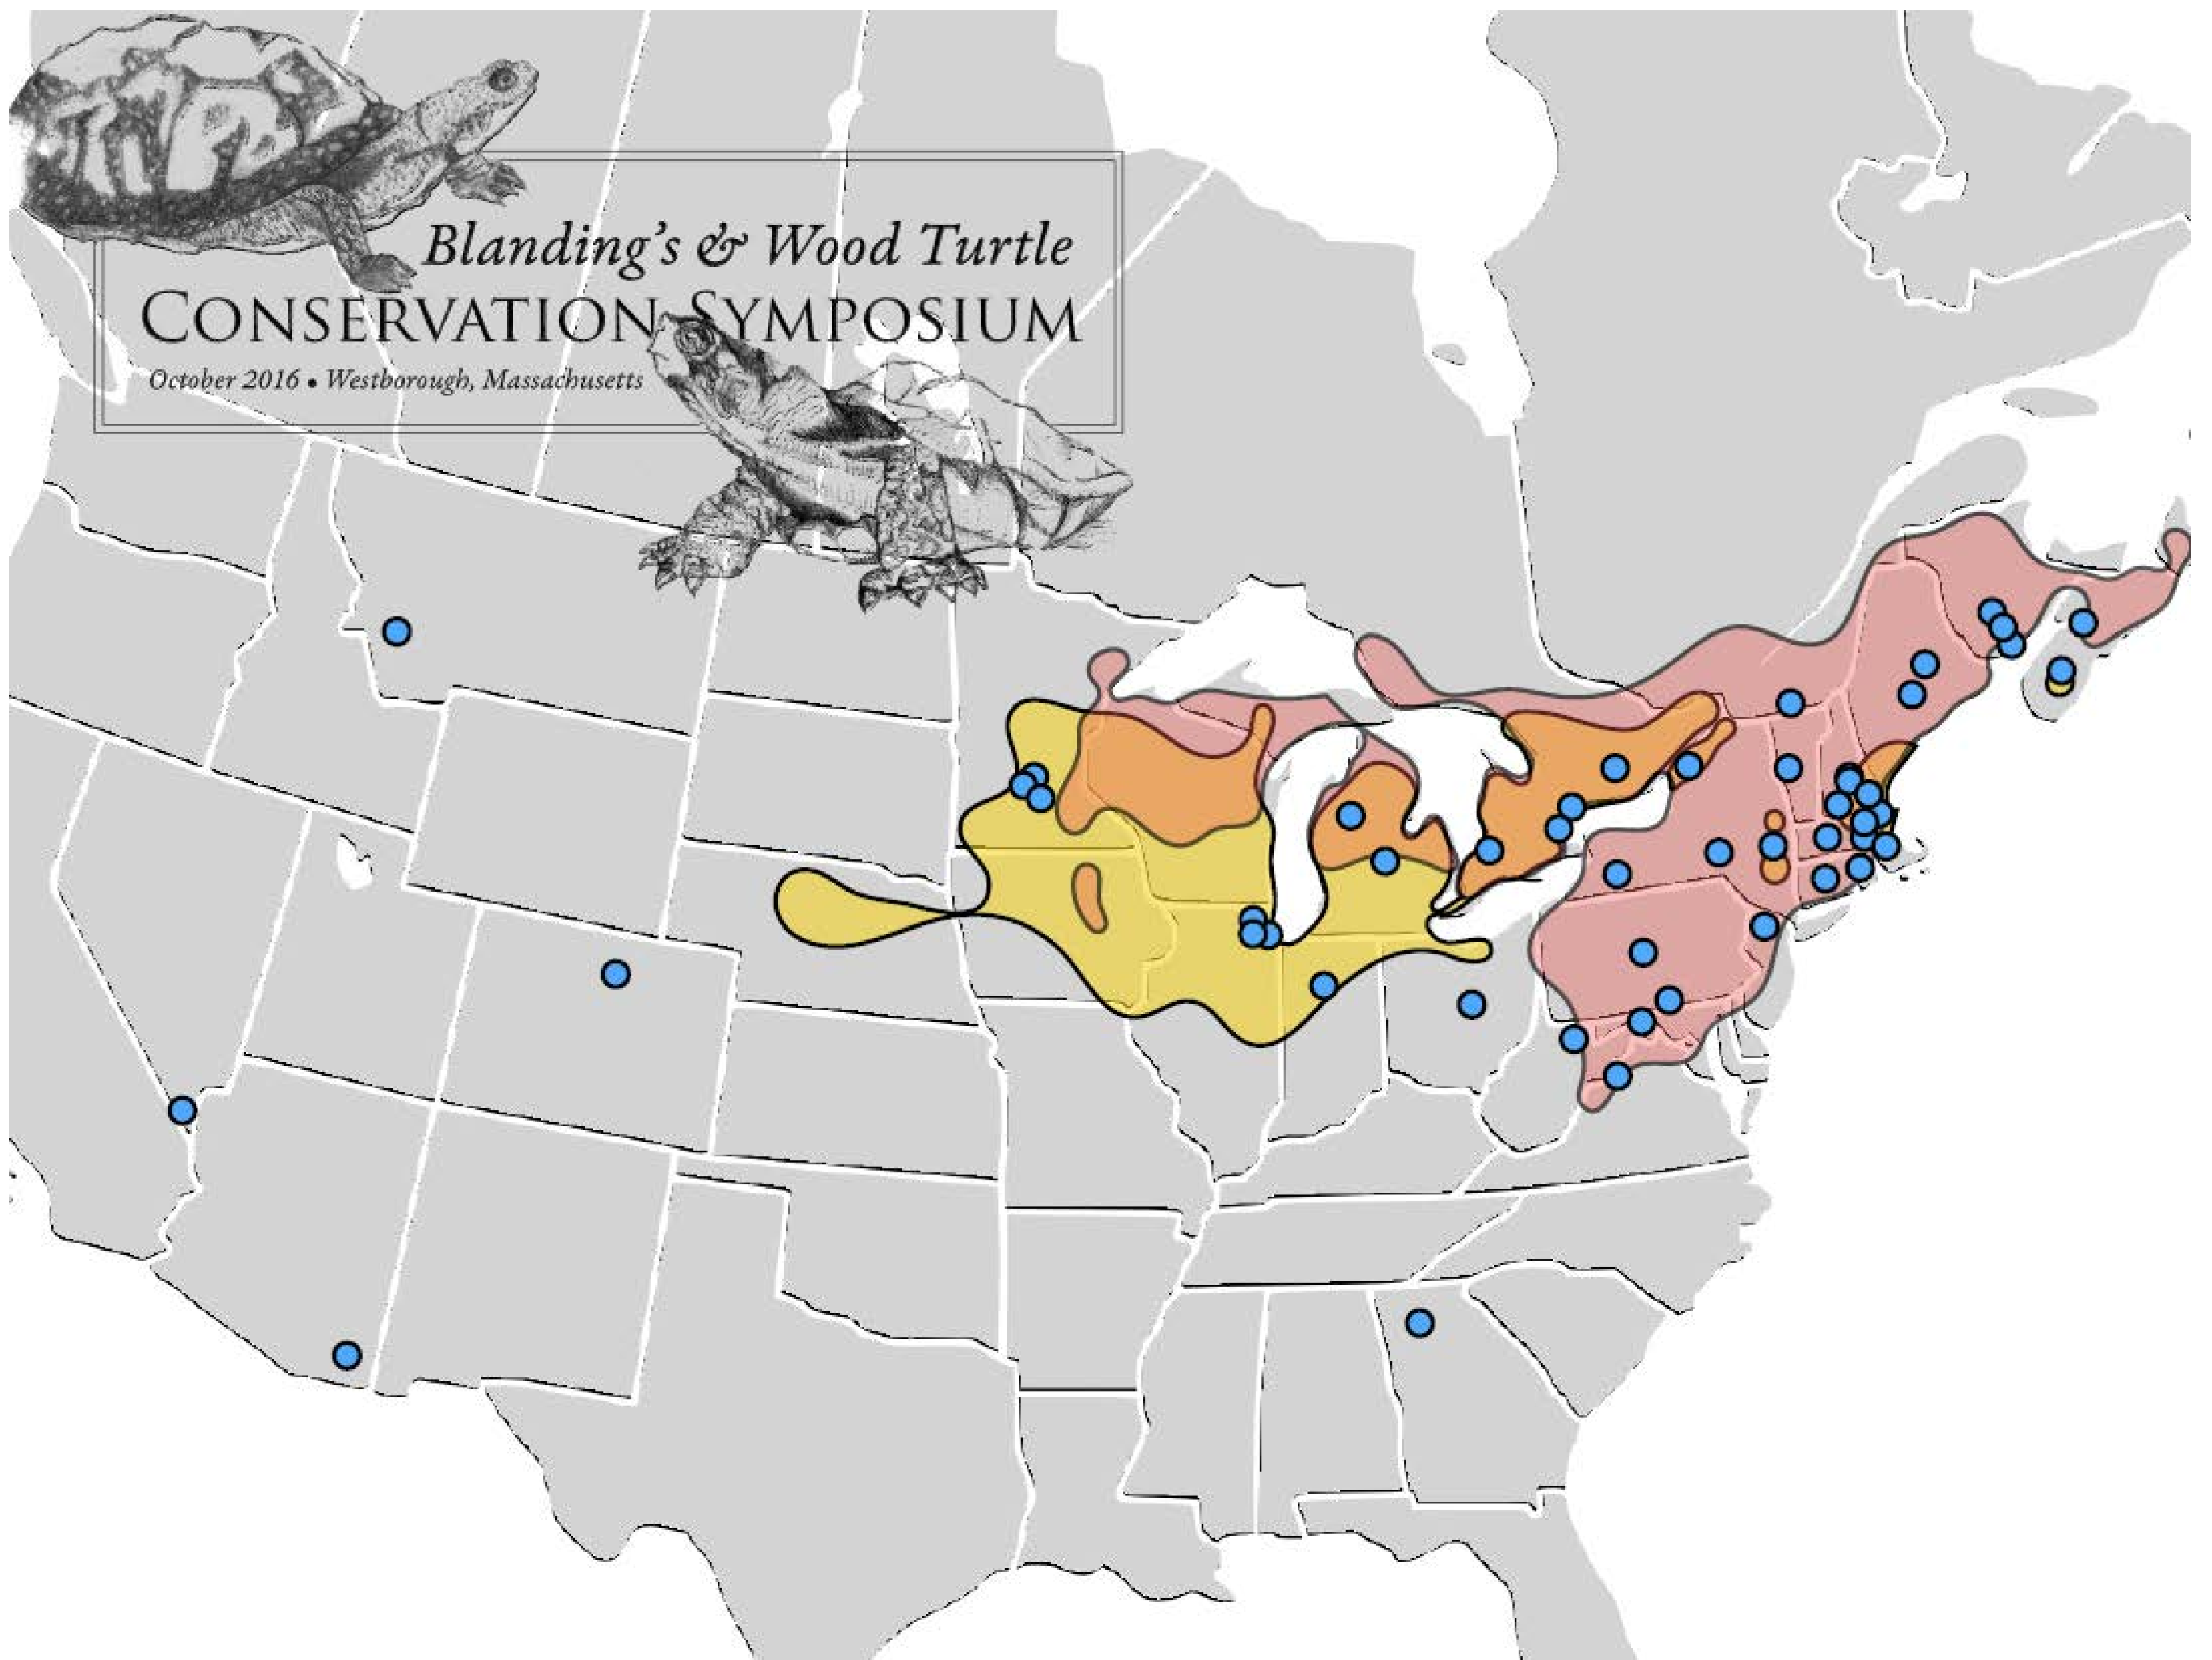 Blanding's & Wood Turtle
CONSERVATION SYMPOSIUM
October 2016 • Westborough, Massachusetts